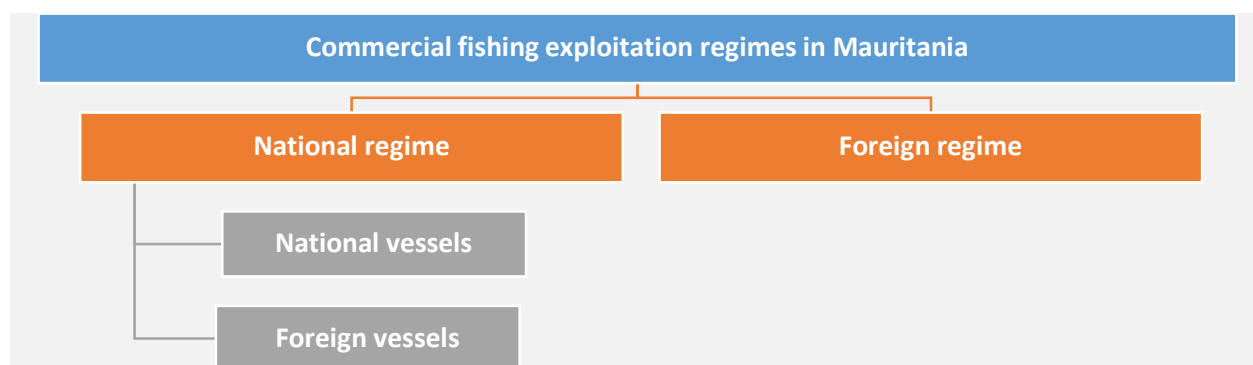 Commercial fishing exploitation regimes in Mauritania
National regime
Foreign regime
National vessels
Foreign vessels